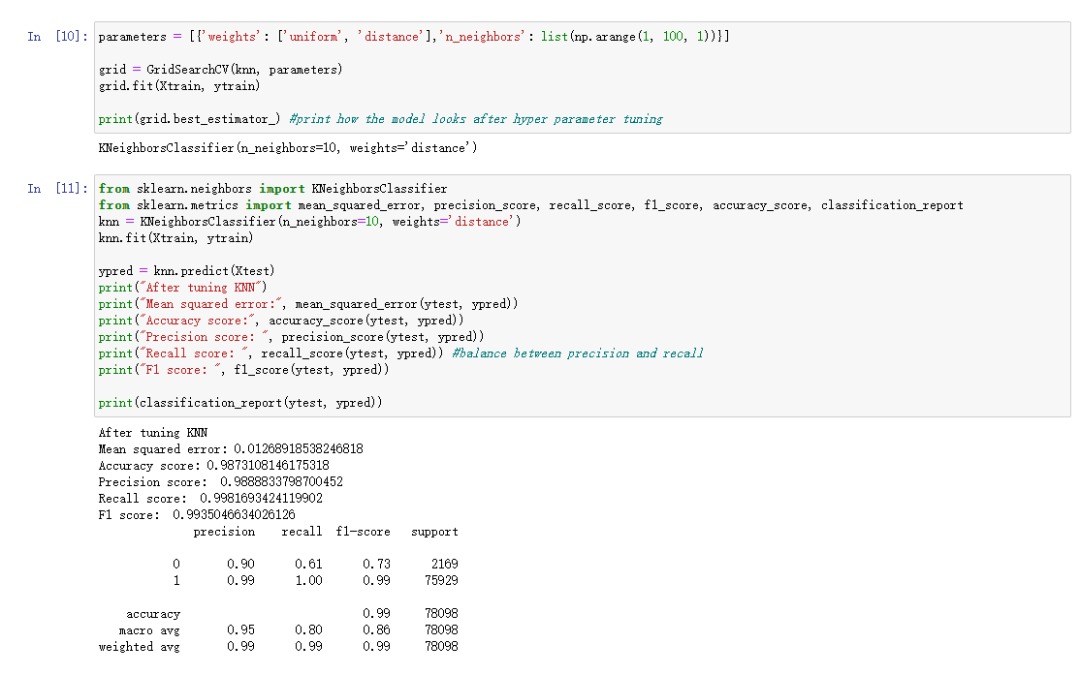 In [10]: parameters = [{'weights': ['uniform', 'distance'],'n_neighbors': list(np.arange(1, 100, 1))}]
grid = GridSearchCV(knn, parameters)
grid.fit(Xtrain, ytrain)
print(grid.best_estimator_) #print how the model looks after hyper parameter tuning
KNeighborsClassifier(n_neighbors=10, weights='distance')
In [11]: from sklearn.neighbors import KNeighborsClassifier
from sklearn.metrics import mean_squared_error, precision_score, recall_score, f1_score, accuracy_score, classification_report
knn = KNeighborsClassifier(n_neighbors=10, weights='distance')
knn.fit(Xtrain, ytrain)
ypred = knn.predict(Xtest)
print("After tuning KNN")
print("Mean squared error:", mean_squared_error(ytest, ypred))
print("Accuracy score:", accuracy_score(ytest, ypred))
print("Precision score: ", precision_score(ytest, ypred))
print("Recall score: ", recall_score(ytest, ypred)) #balance between precision and recall
print("F1 score: ", f1_score(ytest, ypred))
print(classification_report(ytest, ypred))
After tuning KNN
Mean squared error: 0.01268918538246818
Accuracy score: 0.9873108146175318
Precision score:  0.9888833798700452
Recall score:  0.9981693424119902
F1 score:  0.9935046634026126
precision recall f1-score support
0 0.90 0.61 0.73 2169
1 0.99 1.00 0.99 75929
accuracy 0.99 78098
macro avg 0.95 0.80 0.86 78098
weighted avg 0.99 0.99 0.99 78098